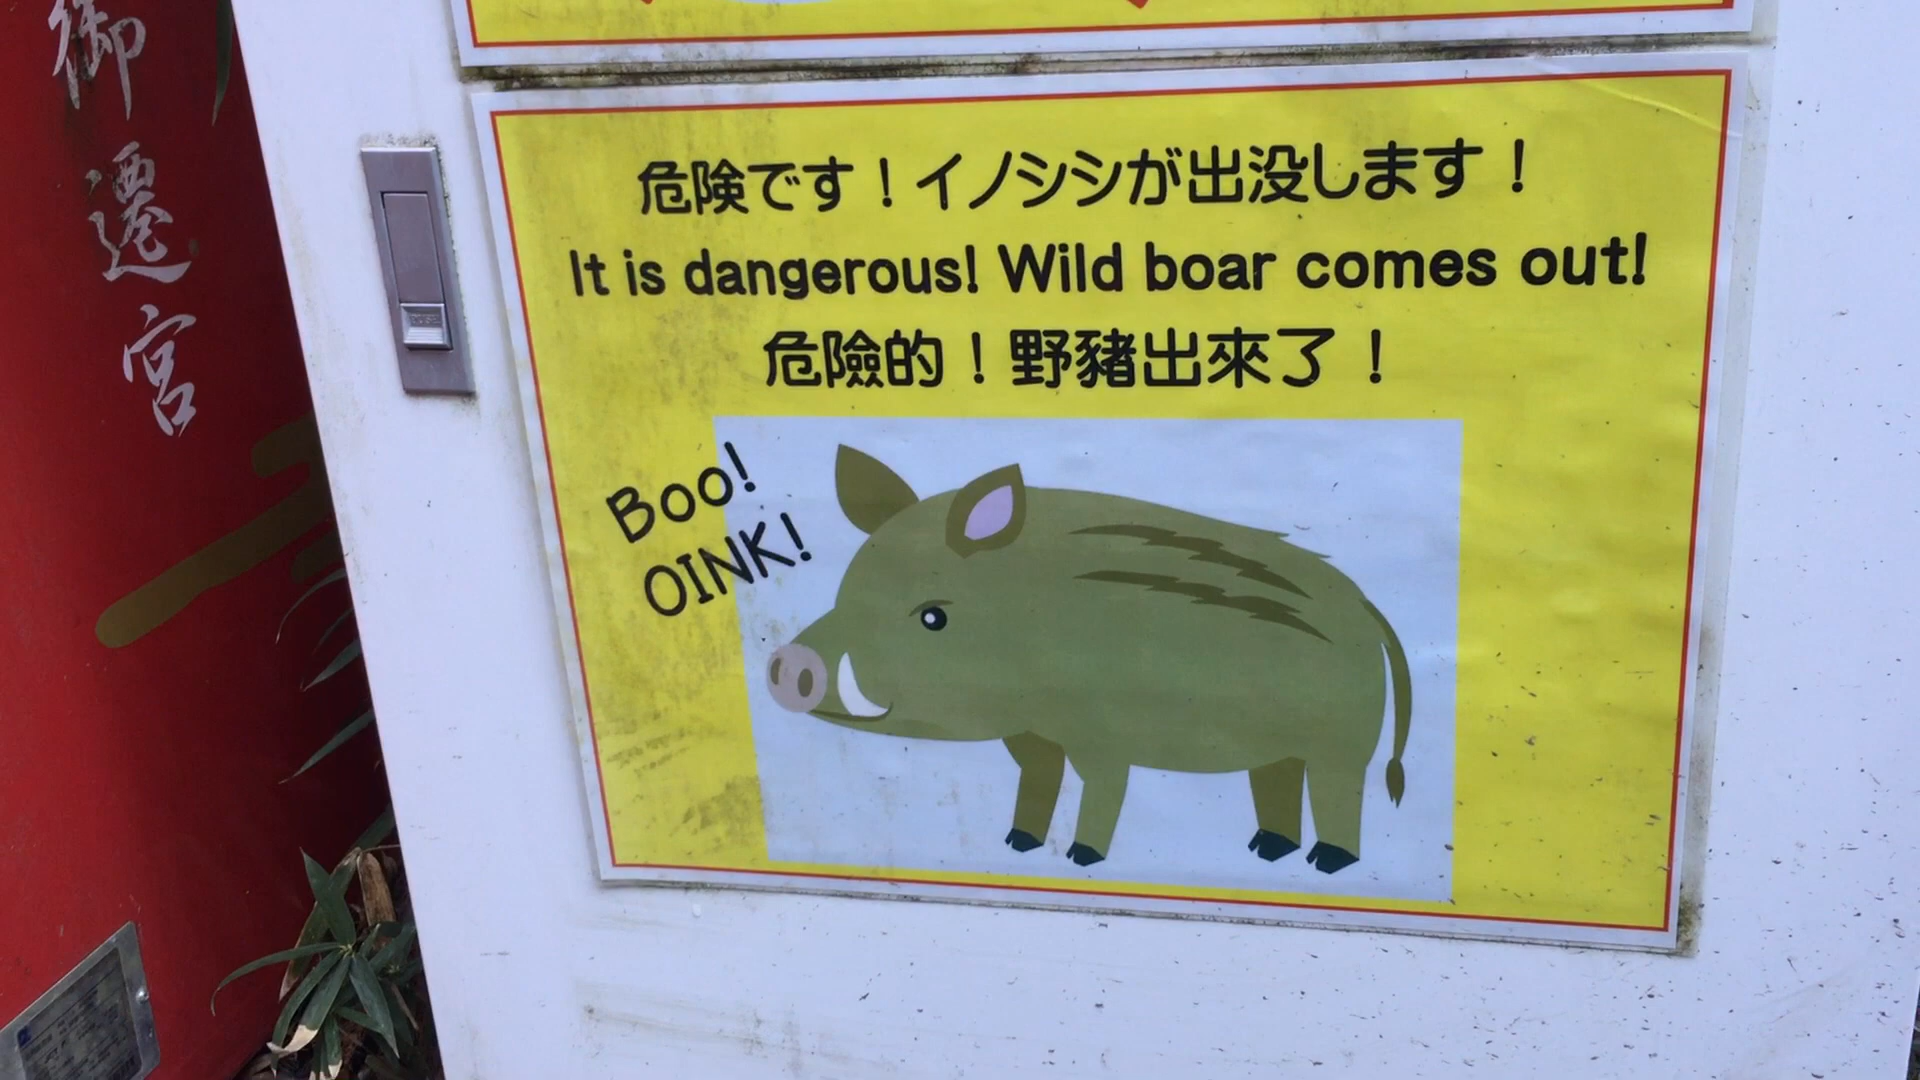 御遷宮
危険です！イノシシが出没します！
It is dangerous! Wild boar comes out!
危險的！野豬出來了！
Boo!
OINK!
PUSH